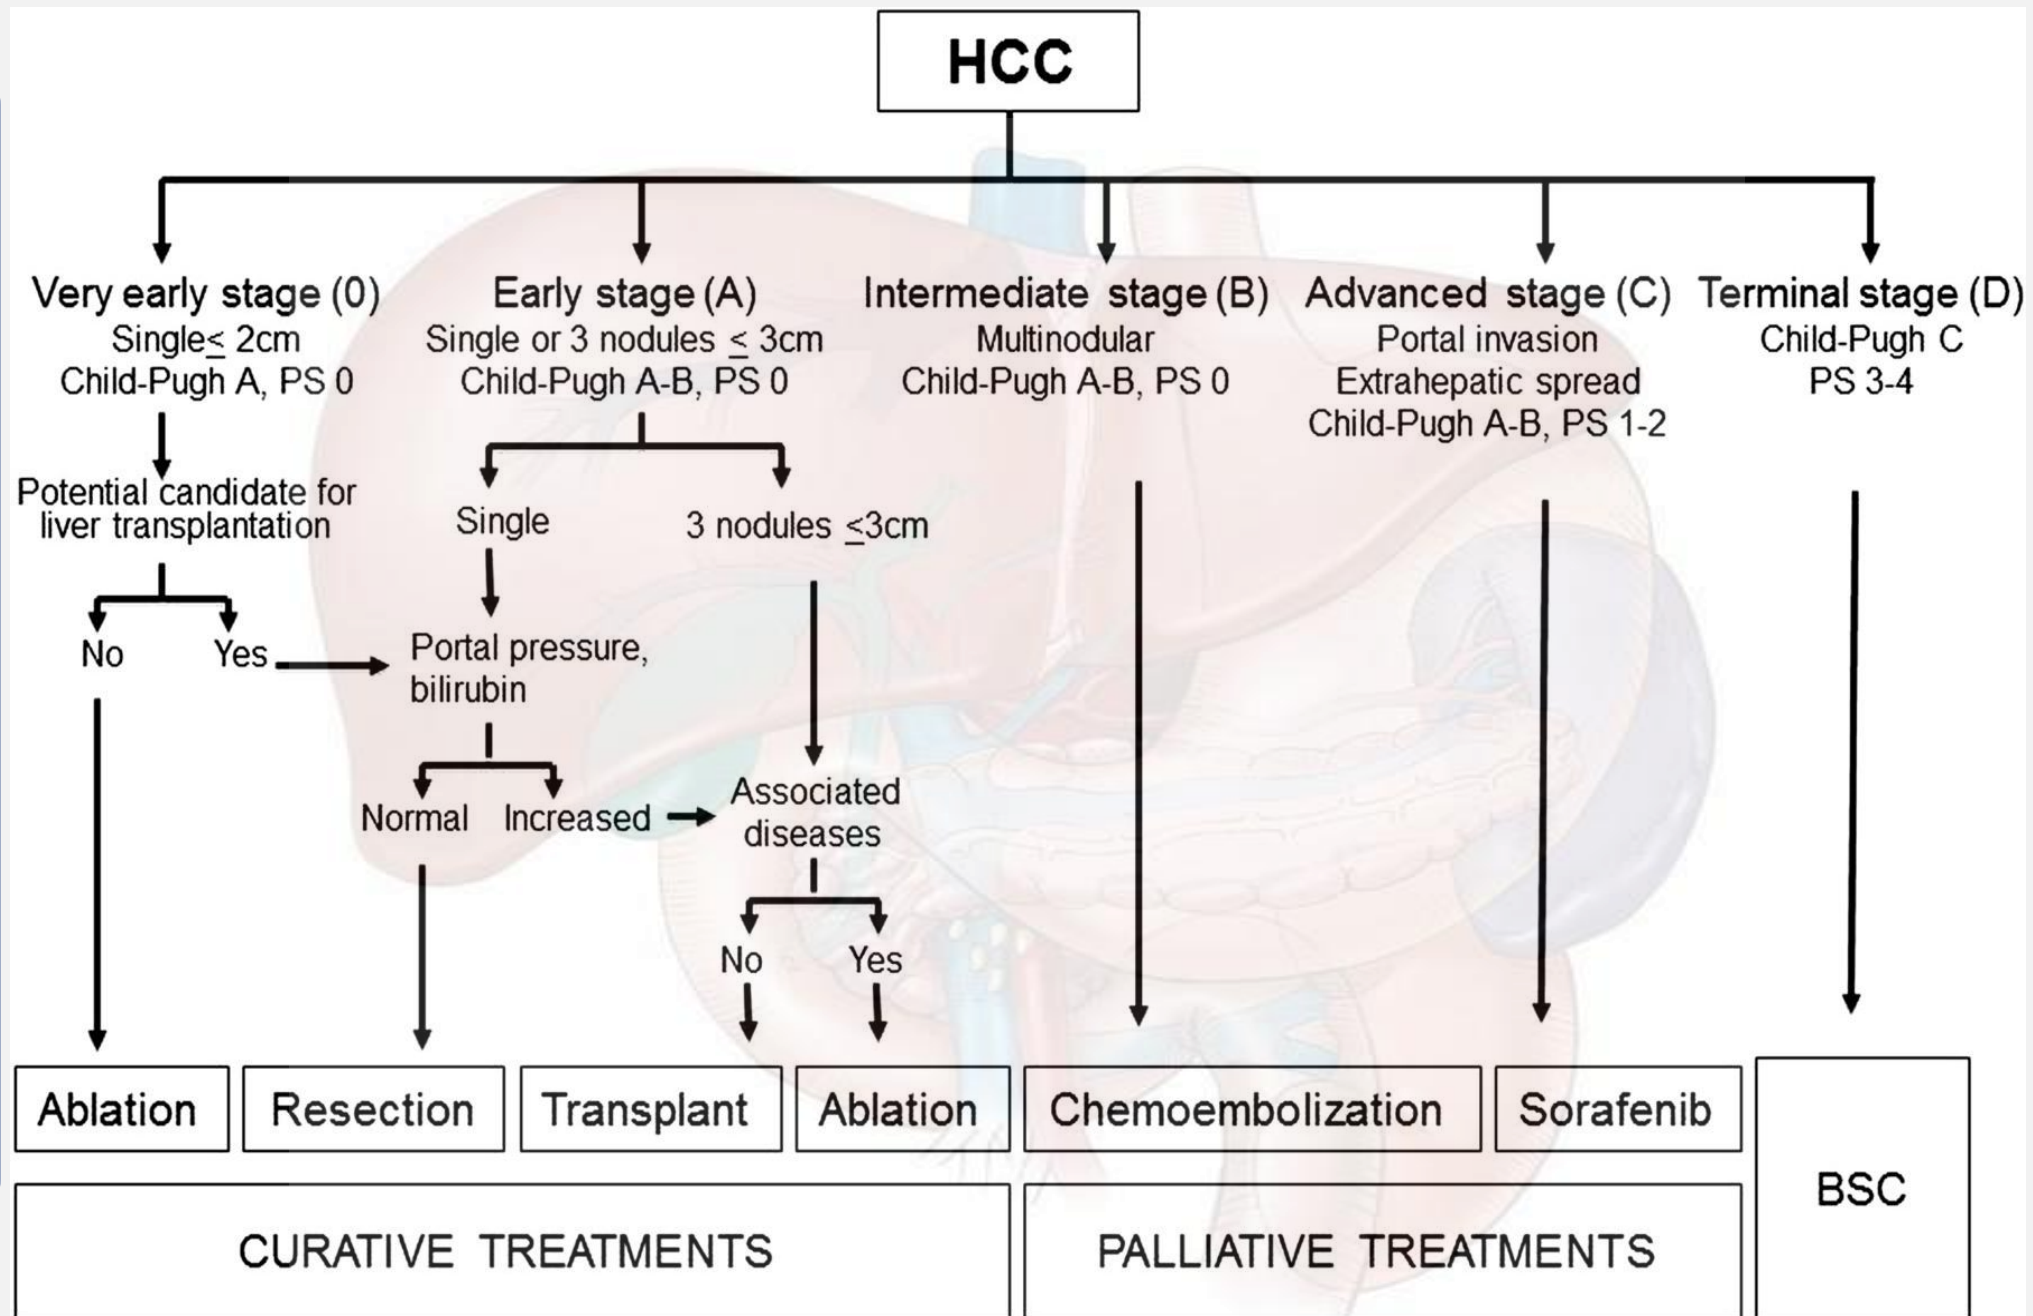 HCC
Very early stage (0)
Single≤ 2cm
Child-Pugh A, PS 0
Early stage (A)
Single or 3 nodules ≤ 3cm
Child-Pugh A-B, PS 0
Intermediate stage (B)
Multinodular
Child-Pugh A-B, PS 0
Advanced stage (C)
Portal invasion
Extrahepatic spread
Child-Pugh A-B, PS 1-2
Terminal stage (D)
Child-Pugh C
PS 3-4
Potential candidate for
liver transplantation
Single
3 nodules ≤3cm
No
Yes
Portal pressure,
bilirubin
Normal
Increased
Associated
diseases
No
Yes
Ablation
Resection
Transplant
Ablation
Chemoembolization
Sorafenib
BSC
CURATIVE TREATMENTS
PALLIATIVE TREATMENTS